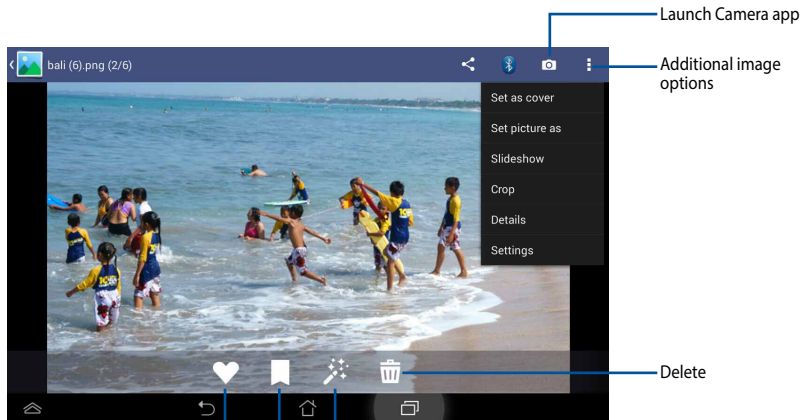 Launch Camera app
bali (6).png (2/6)
Additional image
options
Set as cover
Set picture as
Slideshow
Crop
Details
Settings
Delete